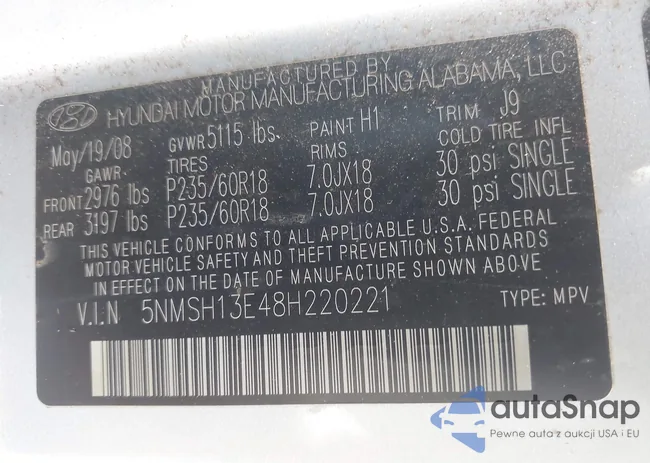 MANUFACTURED BY
HYUNDAI MOTOR MANUFACTURING ALABAMA, LLC
May/19/08 GVWR 5115 lbs. PAINT H1 TRIM J9
GAWR TIRES RIMS COLD TIRE INFL
FRONT 2976 lbs P235/60R18 7.0JX18 30 psi SINGLE
REAR 3197 lbs P235/60R18 7.0JX18 30 psi SINGLE
THIS VEHICLE CONFORMS TO ALL APPLICABLE U.S.A. FEDERAL
MOTOR VEHICLE SAFETY AND THEFT PREVENTION STANDARDS
IN EFFECT ON THE DATE OF MANUFACTURE SHOWN ABOVE.
V.I.N 5NMSH13E48H220221 TYPE: MPV
autoSnap
Pewne auta z aukcji USA i EU